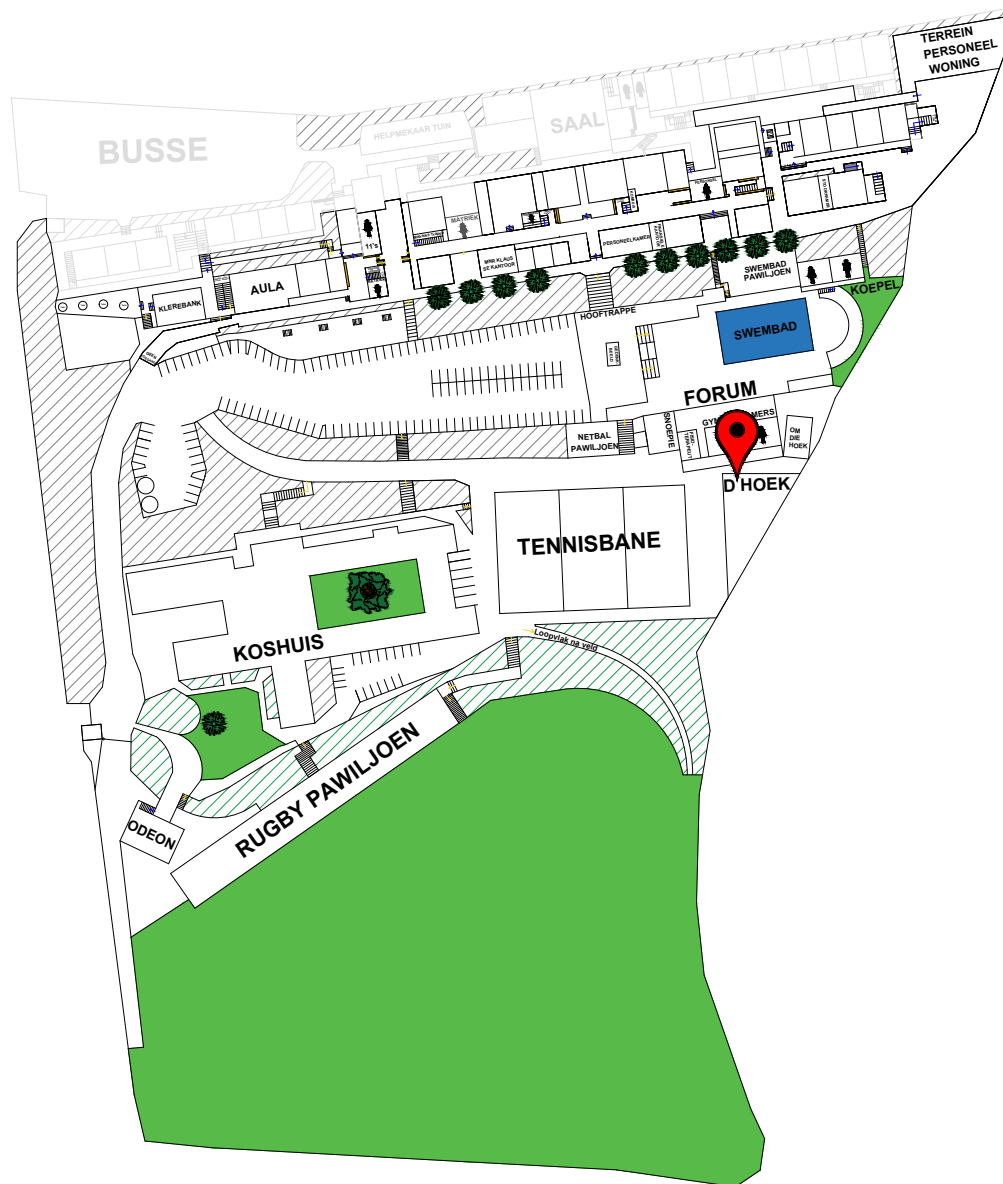 TERREIN
PERSONEEL
WONING
BUSSE
HELPMEKAAR TUIN
SAAL
MATRIEK
11's
PERSONEEL
PERSONEELKAMER
MNR KLAUS
SE KANTOOR
AULA
KLEREBANK
SWEMBAD
PAWILJOEN
KOEPEL
HOOFTRAPPE
SWEMBAD
FORUM
SNOEPIE
OM
DIE
HOEK
NETBAL
PAWILJOEN
D'HOEK
TENNISBANE
KOSHUIS
Loopvlak na veld
RUGBY PAWILJOEN
ODEON